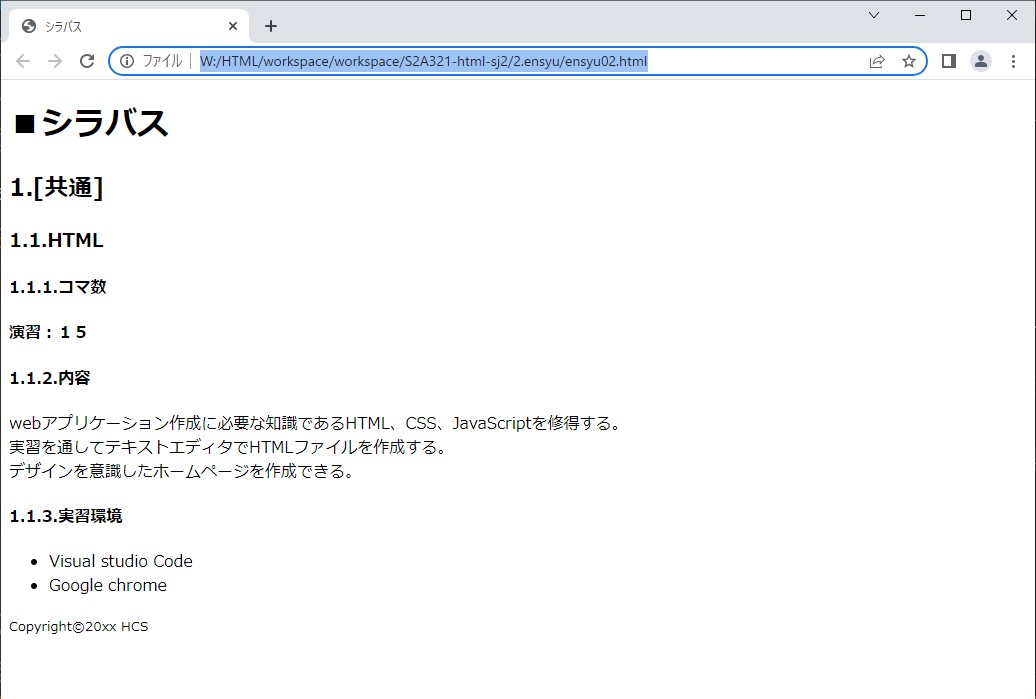 シラバス
ファイル W:/HTML/workspace/workspace/S2A321-html-sj2/2.ensyu/ensyu02.html
■シラバス
1.[共通]
1.1.HTML
1.1.1.コマ数
演習：１５
1.1.2.内容
webアプリケーション作成に必要な知識であるHTML、CSS、JavaScriptを修得する。
実習を通してテキストエディタでHTMLファイルを作成する。
デザインを意識したホームページを作成できる。
1.1.3.実習環境
• Visual studio Code
• Google chrome
Copyright©20xx HCS